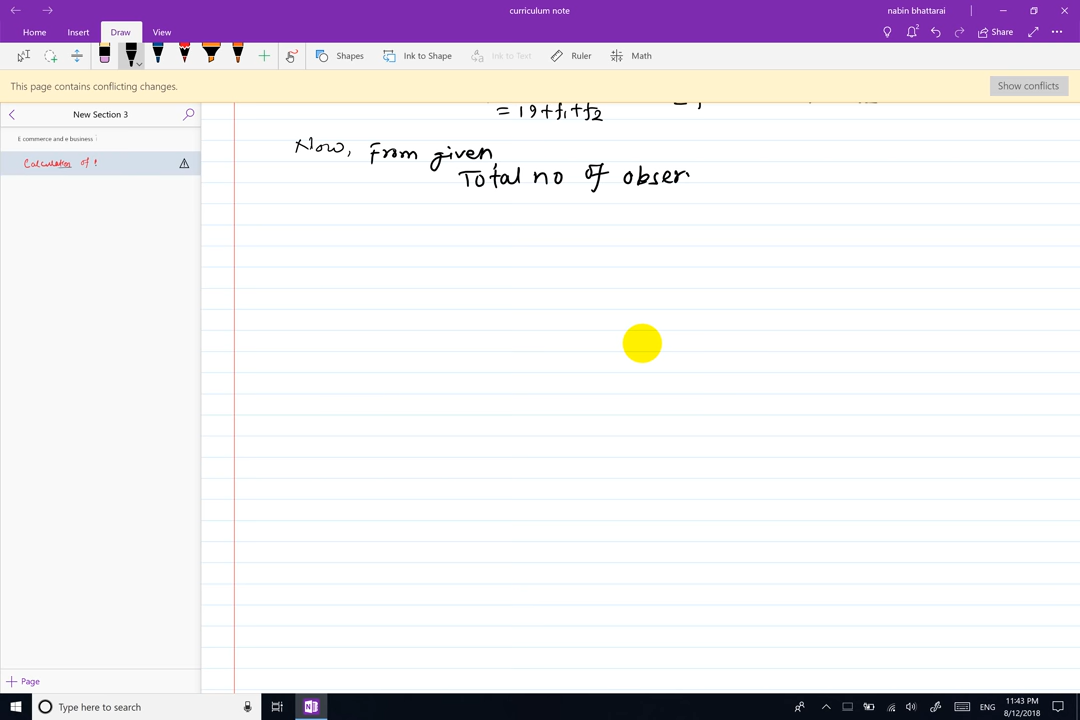 curriculum note
nabin bhattarai
Home Insert Draw View
Share
Shapes Ink to Shape Ink to Text Ruler Math
This page contains conflicting changes.
Show conflicts
New Section 3
E commerce and e business
Calculation of
= 19+f₁+f₂
Now, From given,
Total no of obser
Page
Type here to search
ENG
11:43 PM
8/12/2018